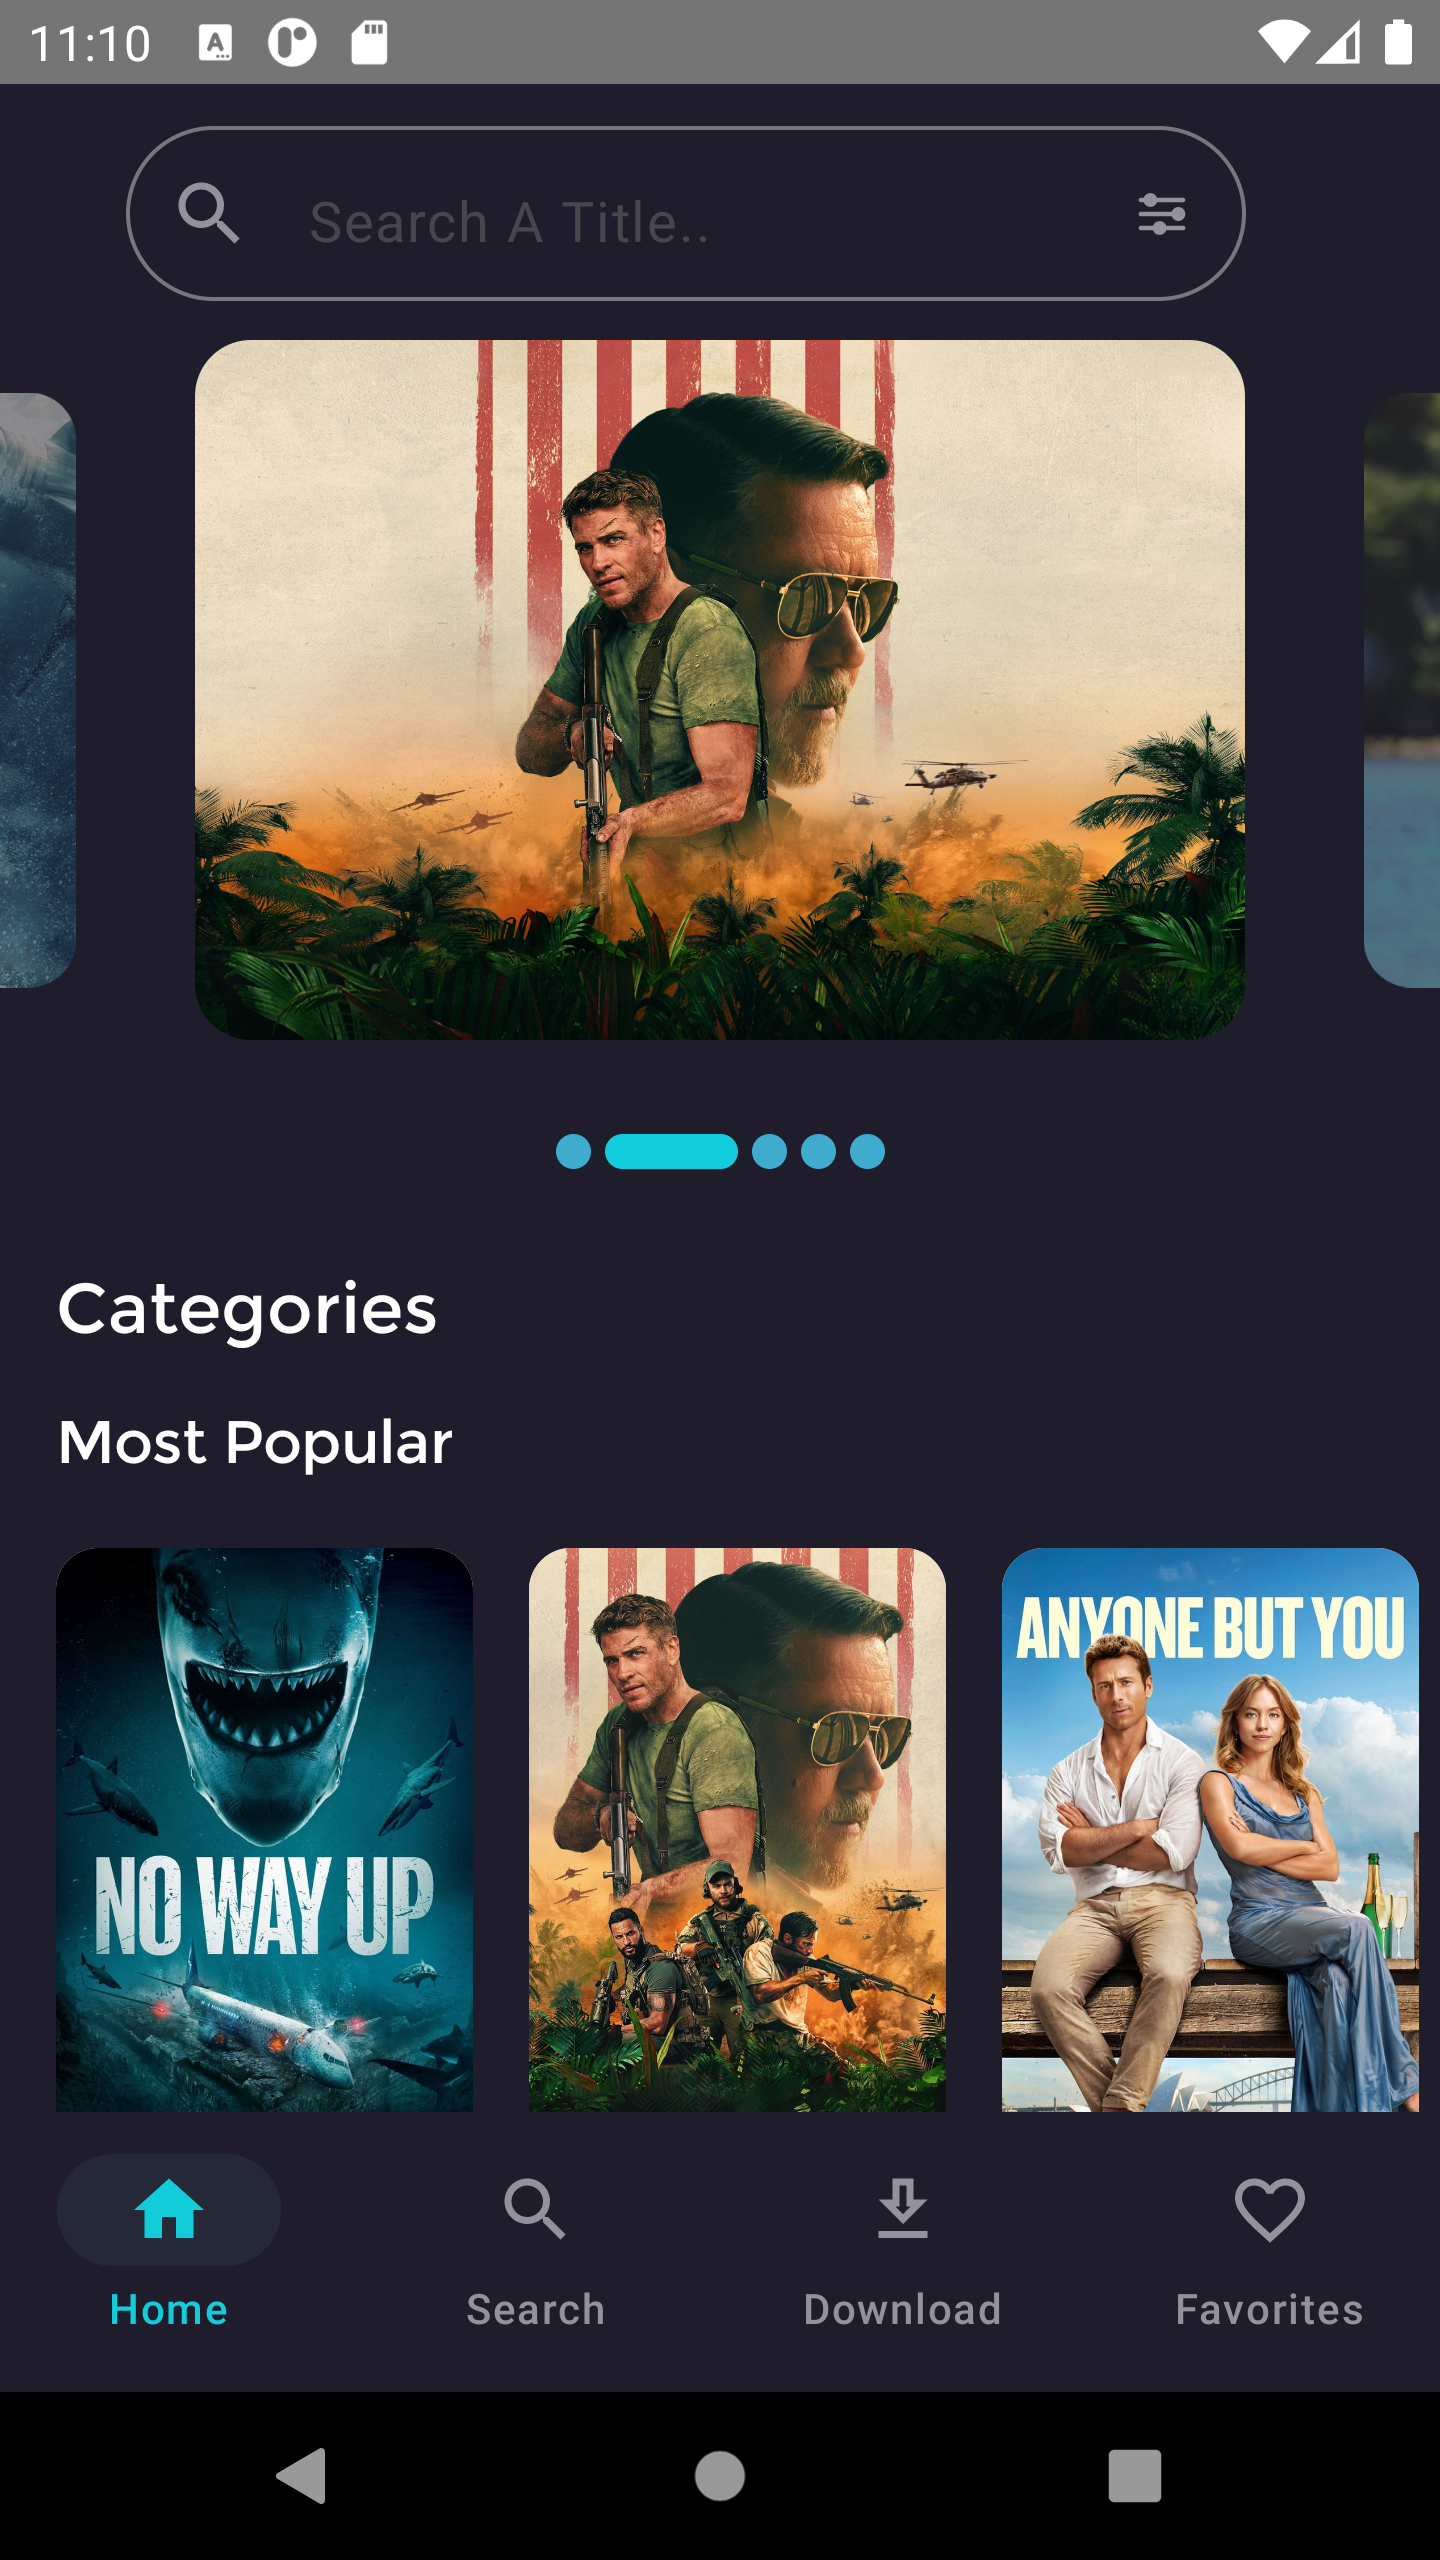 11:10
Search A Title..
Categories
Most Popular
NO WAY UP
ANYONE BUT YOU
Home
Search
Download
Favorites